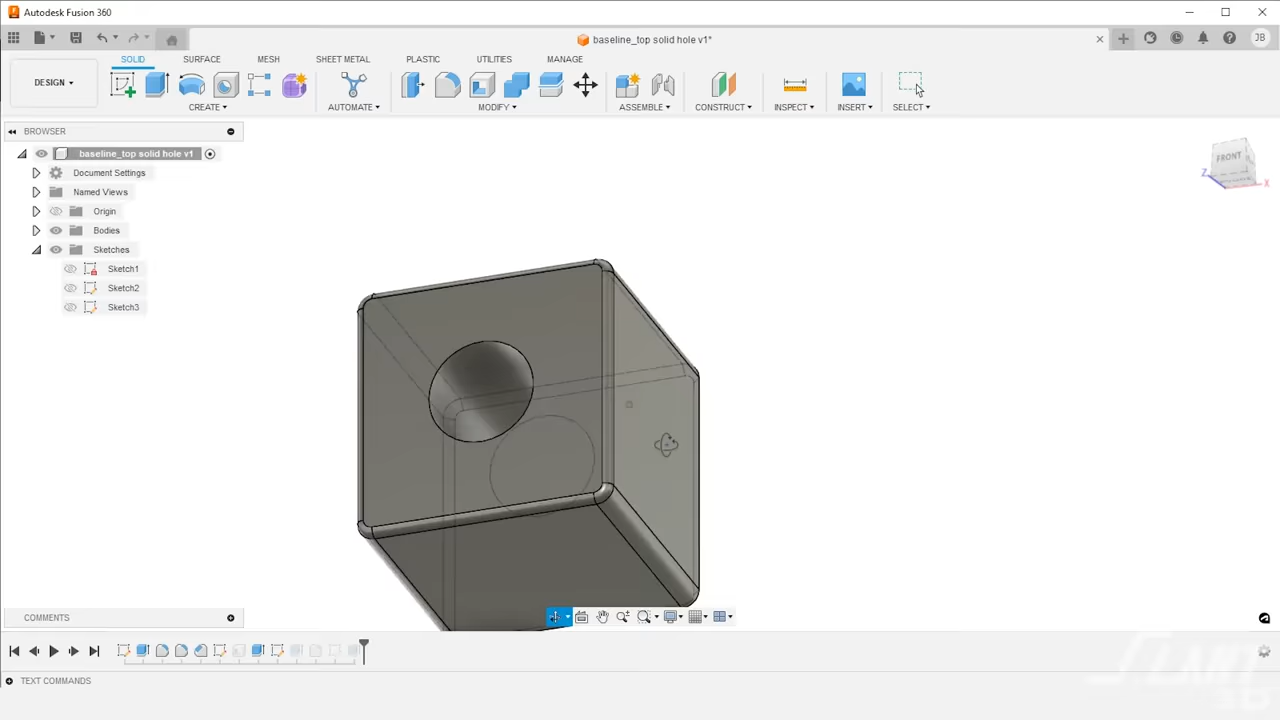 Autodesk Fusion 360
baseline_top solid hole v1*
JB
SOLID SURFACE MESH SHEET METAL PLASTIC UTILITIES MANAGE
DESIGN
CREATE AUTOMATE MODIFY ASSEMBLE CONSTRUCT INSPECT INSERT SELECT
BROWSER
baseline_top solid hole v1
Document Settings
Named Views
Origin
Bodies
Sketches
Sketch1
Sketch2
Sketch3
FRONT
Z
X
COMMENTS
TEXT COMMANDS
SLANT
3D